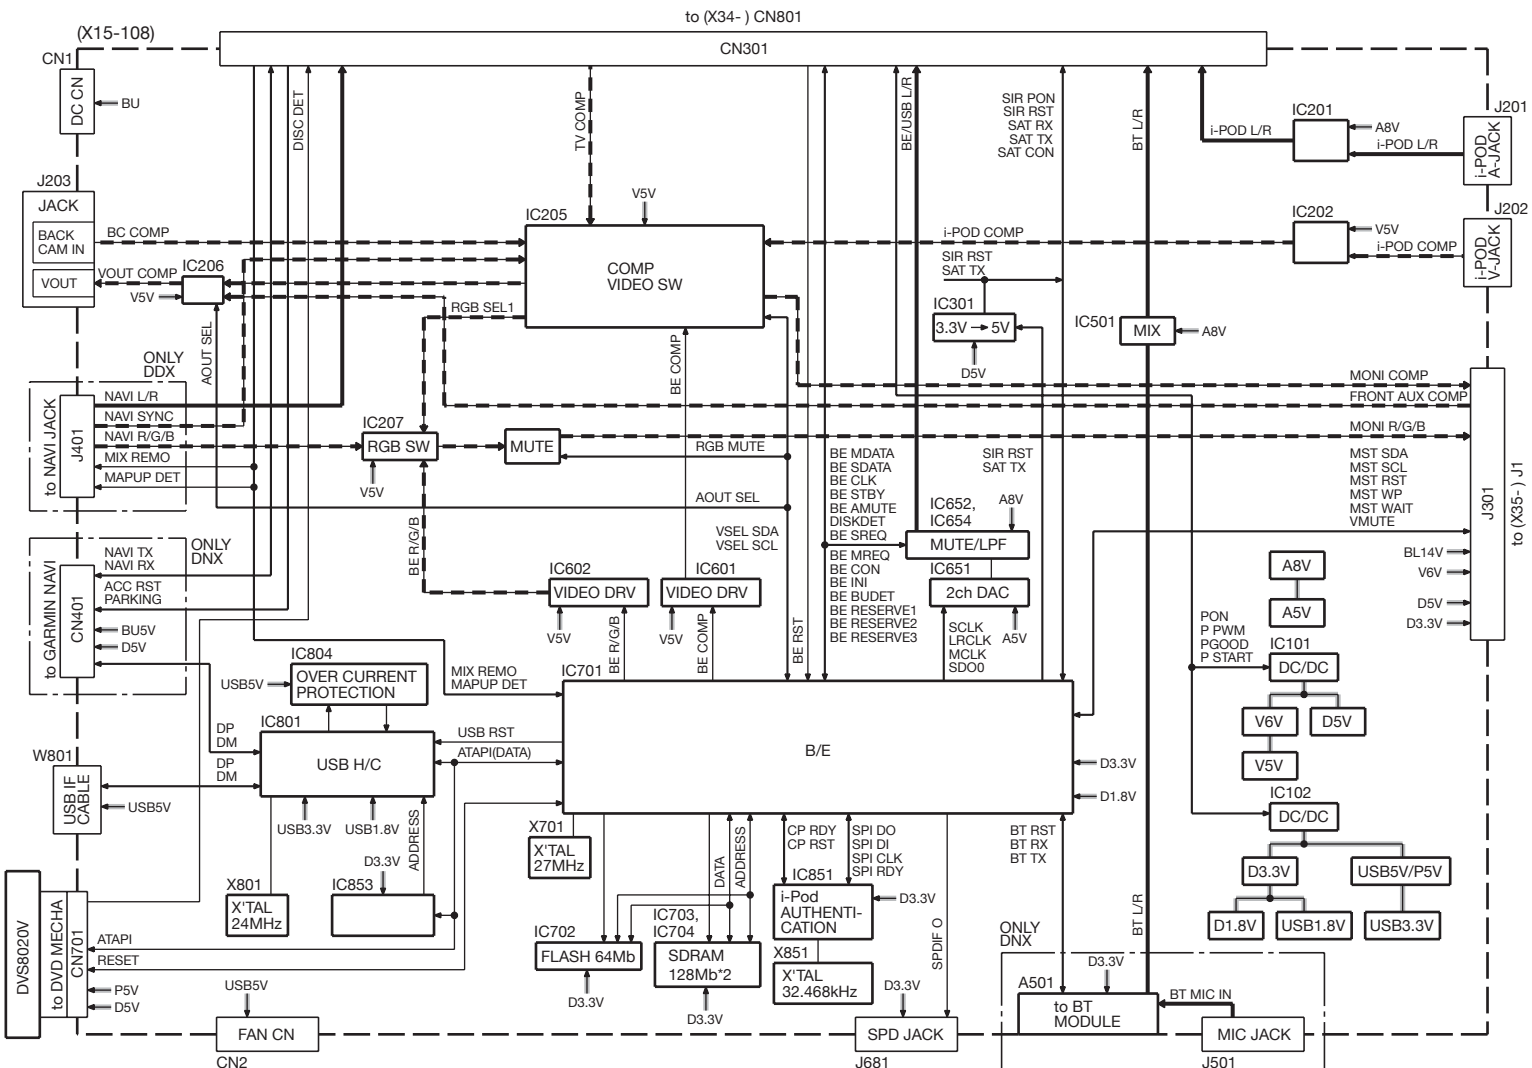 to (X34- ) CN801
(X15-108)
CN301
CN1
DC CN
BU
DISC DET
TV COMP
BE/USB L/R
SIR PON
SIR RST
SAT RX
SAT TX
SAT CON
BT L/R
i-POD L/R
IC201
A8V
i-POD L/R
J201
i-POD
A-JACK
J203
JACK
BACK
CAM IN
VOUT
BC COMP
VOUT COMP
IC206
V5V
AOUT SEL
V5V
IC205
COMP
VIDEO SW
RGB SEL1
BE COMP
i-POD COMP
IC202
V5V
i-POD COMP
J202
i-POD
V-JACK
SIR RST
SAT TX
IC301
3.3V
5V
D5V
IC501
MIX
A8V
ONLY
DDX
to NAVI JACK
J401
NAVI L/R
NAVI SYNC
NAVI R/G/B
MIX REMO
MAPUP DET
IC207
RGB SW
V5V
MUTE
RGB MUTE
AOUT SEL
MONI COMP
FRONT AUX COMP
MONI R/G/B
MST SDA
MST SCL
MST RST
MST WP
MST WAIT
VMUTE
J301
to (X35- ) J1
BL14V
V6V
D5V
D3.3V
BE MDATA
BE SDATA
BE CLK
BE STBY
BE AMUTE
DISKDET
BE SREQ
BE MREQ
BE CON
BE INI
BE BUDET
BE RESERVE1
BE RESERVE2
BE RESERVE3
SIR RST
SAT TX
IC652,
IC654
A8V
MUTE/LPF
IC651
2ch DAC
A5V
SCLK
LRCLK
MCLK
SDO0
VSEL SDA
VSEL SCL
BE R/G/B
IC602
VIDEO DRV
V5V
BE R/G/B
IC601
VIDEO DRV
V5V
BE COMP
BE RST
ONLY
DNX
to GARMIN NAVI
CN401
NAVI TX
NAVI RX
ACC RST
PARKING
BU5V
D5V
IC804
OVER CURRENT
PROTECTION
USB5V
MIX REMO
MAPUP DET
IC701
B/E
D3.3V
D1.8V
DP
DM
DP
DM
IC801
USB H/C
USB RST
ATAPI(DATA)
USB3.3V
USB1.8V
ADDRESS
D3.3V
IC853
X801
X'TAL
24MHz
W801
USB IF
CABLE
USB5V
A8V
A5V
PON
P PWM
PGOOD
P START
IC101
DC/DC
V6V
D5V
V5V
IC102
DC/DC
D3.3V
USB5V/P5V
D1.8V
USB1.8V
USB3.3V
X701
X'TAL
27MHz
DATA
ADDRESS
CP RDY
CP RST
SPI DO
SPI DI
SPI CLK
SPI RDY
BT RST
BT RX
BT TX
BT L/R
IC851
i-Pod
AUTHENTI-
CATION
D3.3V
X851
X'TAL
32.468kHz
IC702
FLASH 64Mb
D3.3V
IC703,
IC704
SDRAM
128Mb*2
D3.3V
SPDIF O
DVS8020V
to DVD MECHA
CN701
ATAPI
RESET
P5V
D5V
USB5V
FAN CN
CN2
D3.3V
SPD JACK
J681
ONLY
DNX
A501
D3.3V
to BT
MODULE
BT MIC IN
MIC JACK
J501